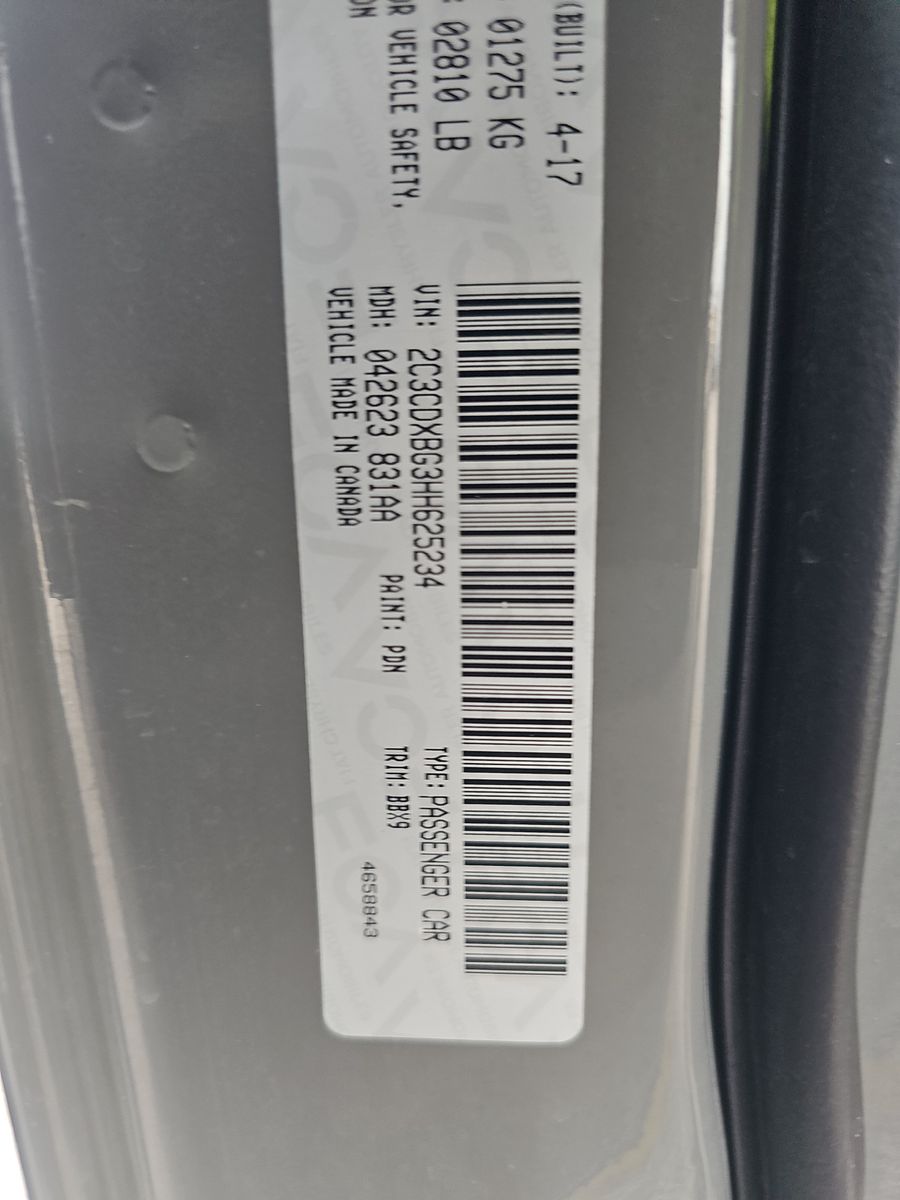 (BUILT): 4-17
01275 KG
02810 LB
VEHICLE SAFETY,
VIN: 2C3CDXBG3HH625234 TYPE: PASSENGER CAR
MDH: 042623 831AA PAINT: PDN TRIM: BBX9
VEHICLE MADE IN CANADA 4658843